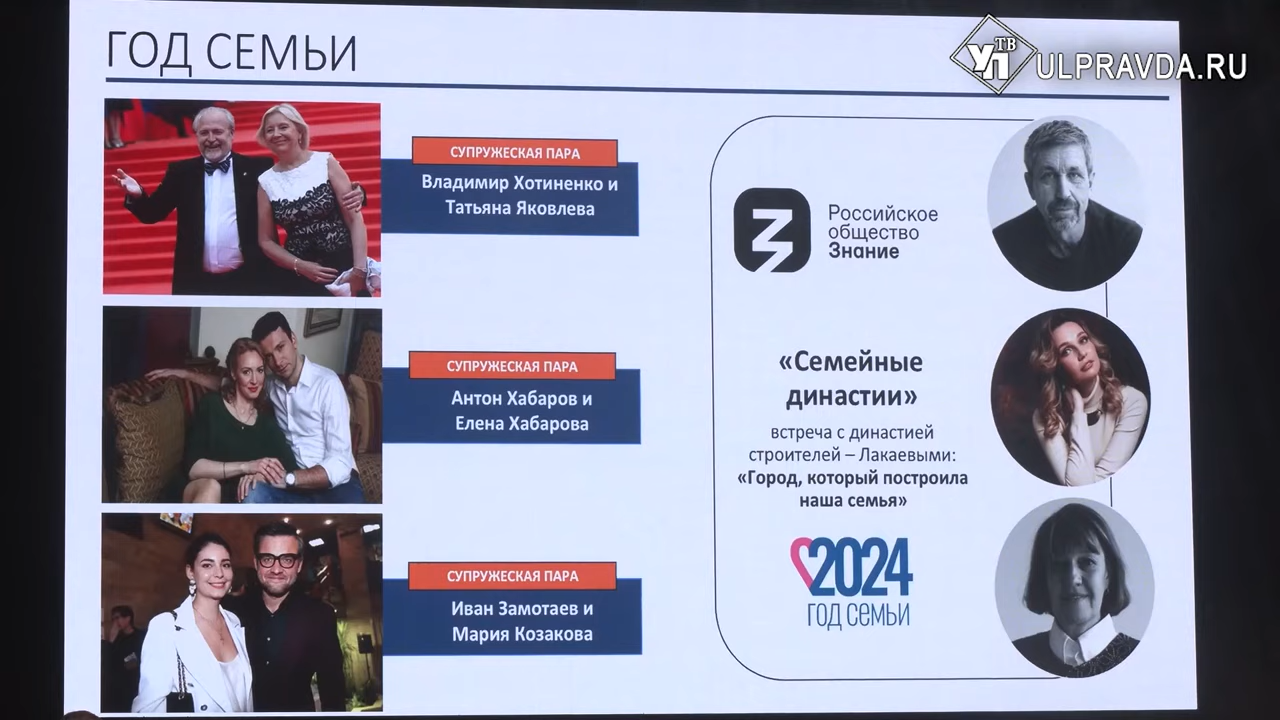 ГОД СЕМЬИ
УП ТВ ULPRAVDA.RU
СУПРУЖЕСКАЯ ПАРА
Владимир Хотиненко и
Татьяна Яковлева
СУПРУЖЕСКАЯ ПАРА
Антон Хабаров и
Елена Хабарова
СУПРУЖЕСКАЯ ПАРА
Иван Замотаев и
Мария Козакова
Российское
общество
Знание
«Семейные
династии»
встреча с династией
строителей – Лакаевыми:
«Город, который построила
наша семья»
2024
ГОД СЕМЬИ